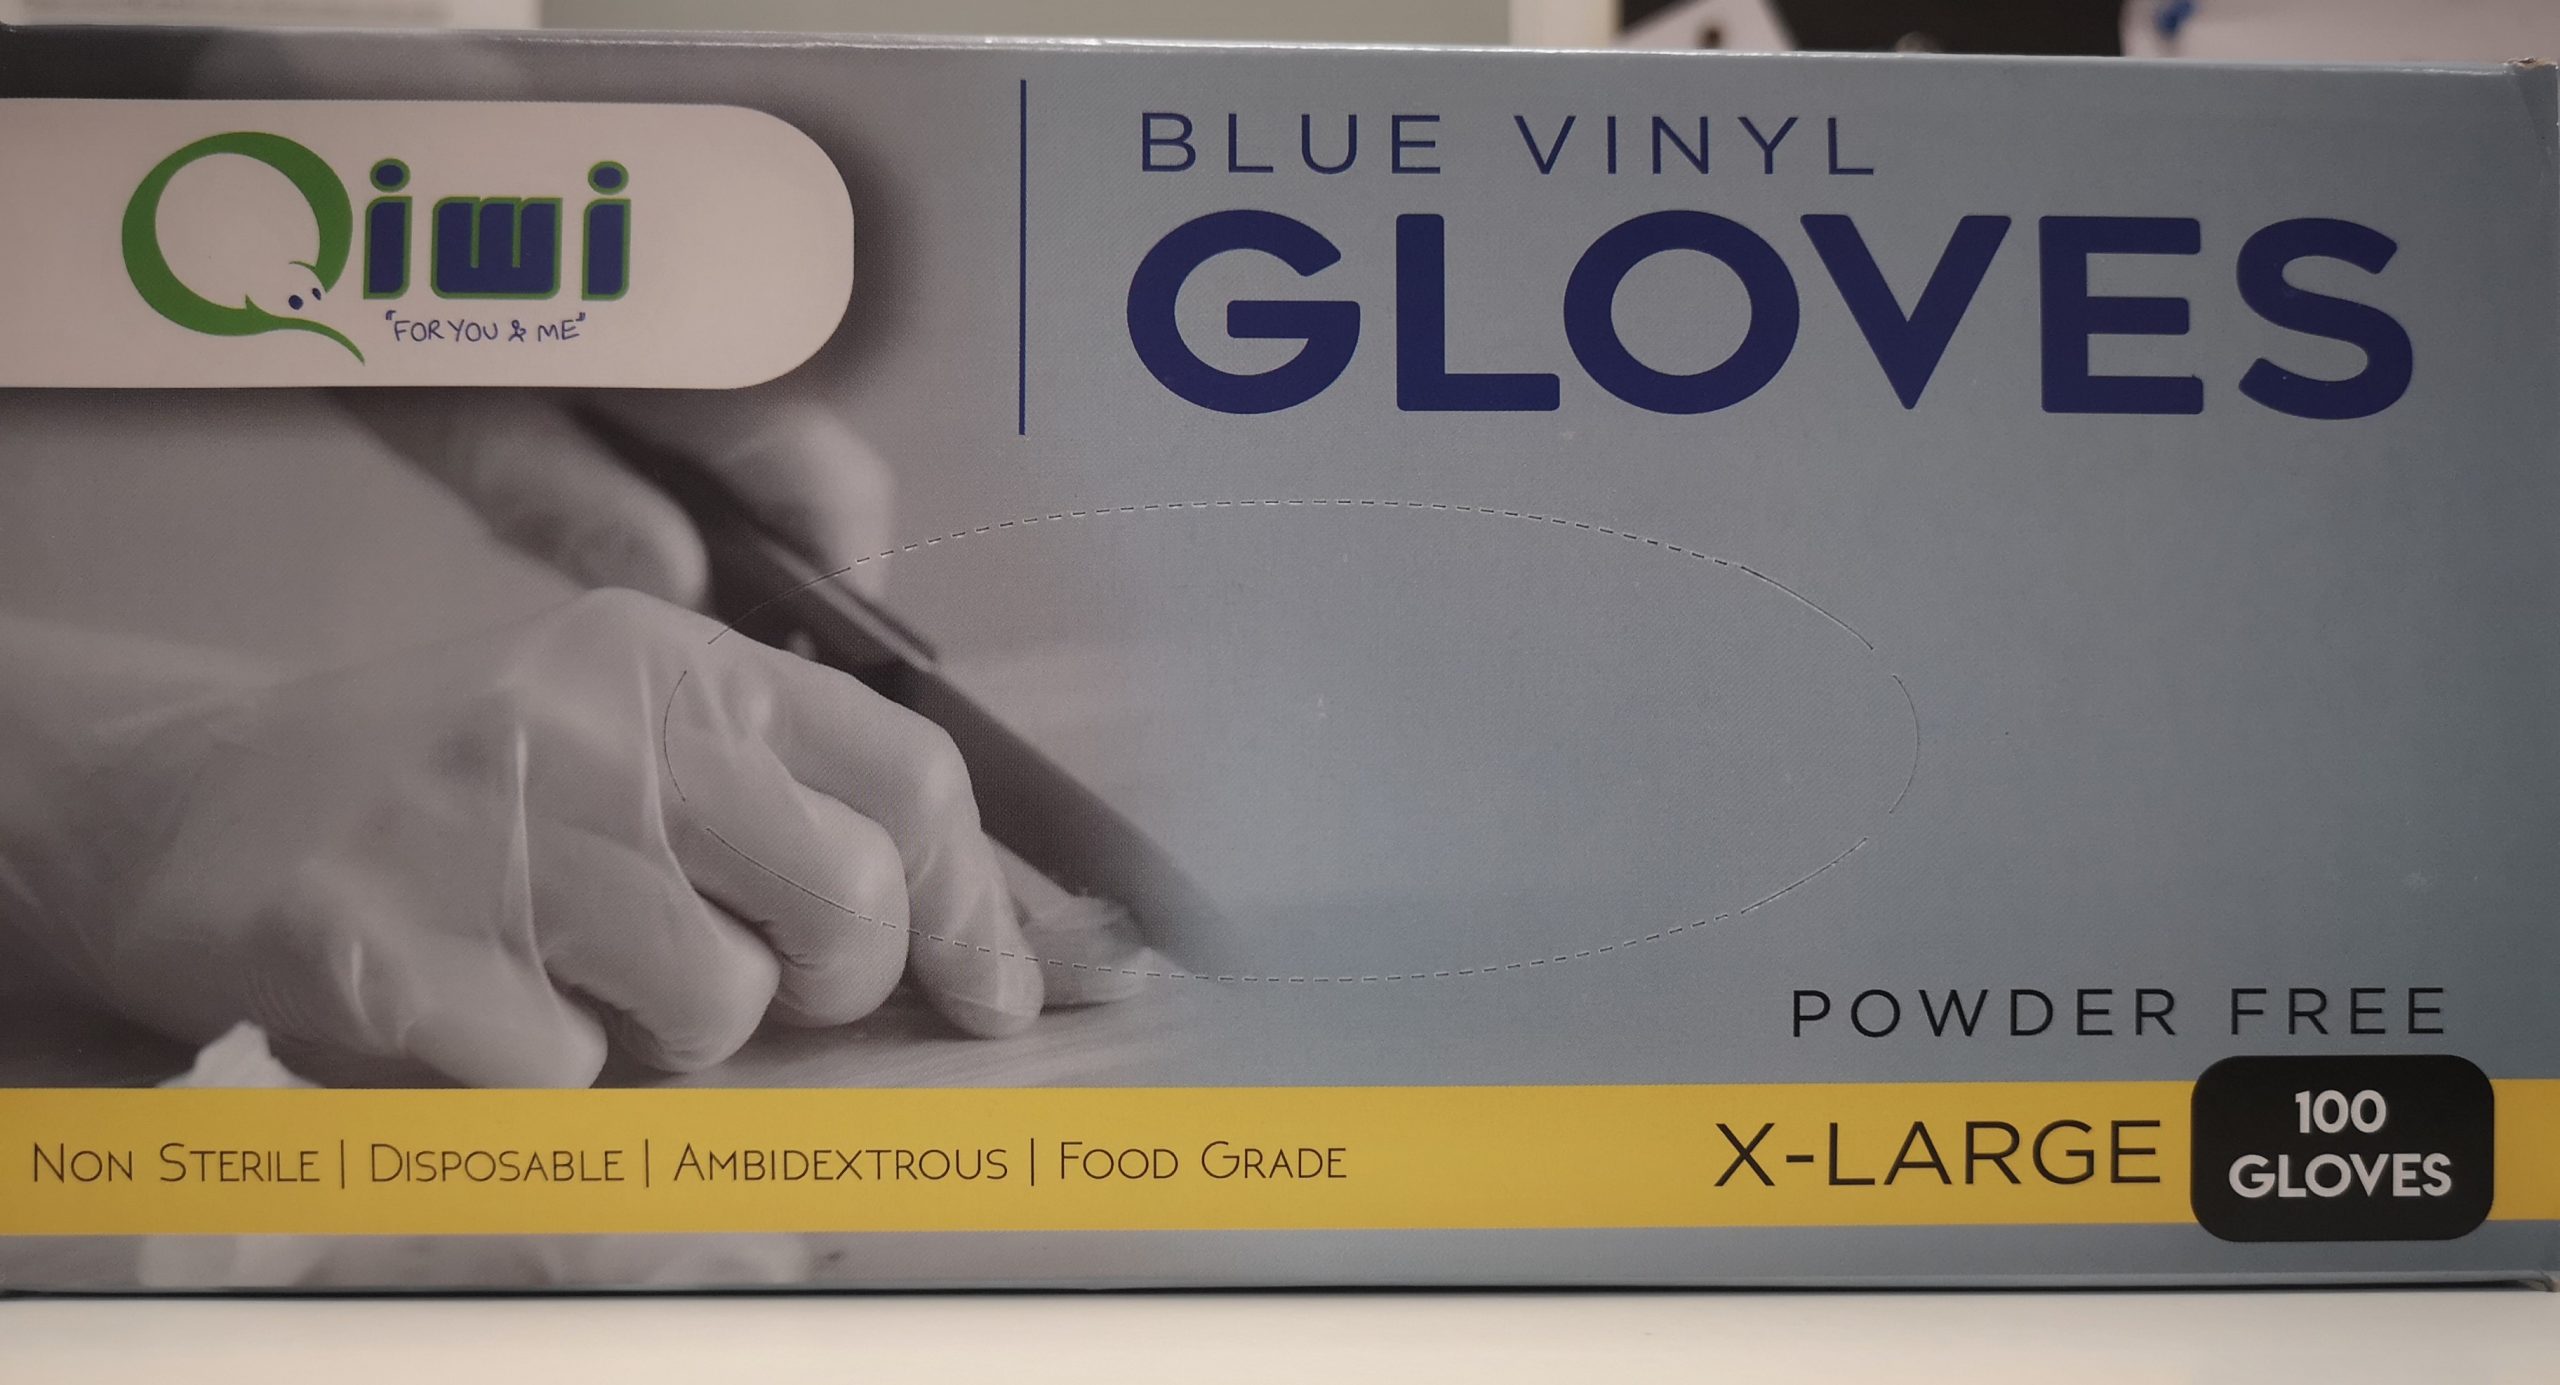 Qiwi
"FOR YOU & ME"
BLUE VINYL
GLOVES
POWDER FREE
NON STERILE | DISPOSABLE | AMBIDEXTROUS | FOOD GRADE
X-LARGE
100
GLOVES